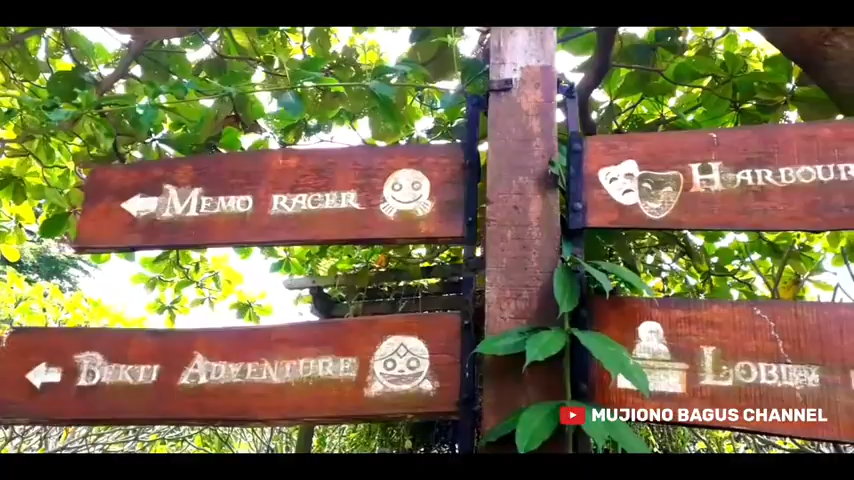 MEMO RACER
HARBOUR
BEKTI ADVENTURE
LOBBY
MUJIONO BAGUS CHANNEL